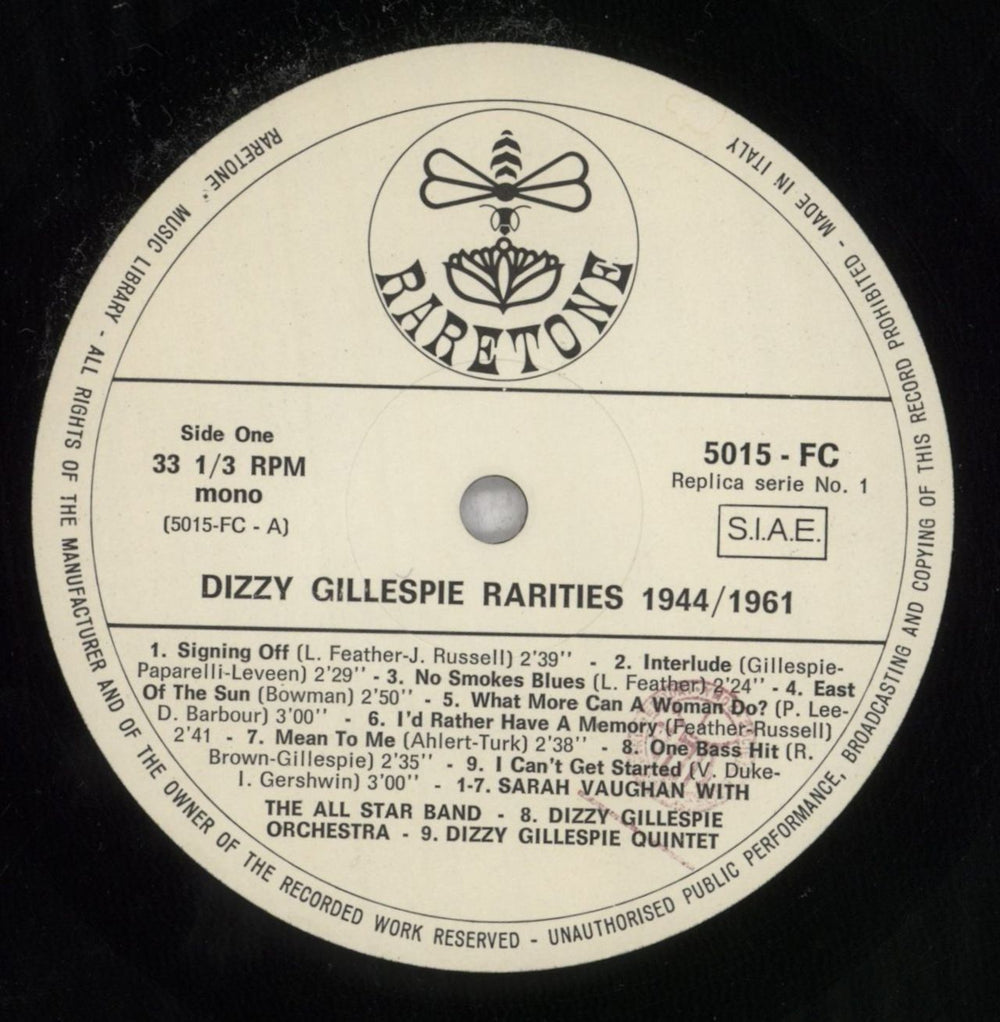 RARETONE
RARETONE MUSIC LIBRARY - ALL RIGHTS OF THE MANUFACTURER AND OF THE OWNER OF THE RECORDED WORK RESERVED - UNAUTHORISED PUBLIC PERFORMANCE, BROADCASTING AND COPYING OF THIS RECORD PROHIBITED - MADE IN ITALY
Side One
33 1/3 RPM
mono
(5015-FC - A)
5015 - FC
Replica serie No. 1
S.I.A.E.
DIZZY GILLESPIE RARITIES 1944/1961
1. Signing Off (L. Feather-J. Russell) 2'39'' - 2. Interlude (Gillespie-
Paparelli-Leveen) 2'29'' - 3. No Smokes Blues (L. Feather) 2'24'' - 4. East
Of The Sun (Bowman) 2'50'' - 5. What More Can A Woman Do? (P. Lee-
D. Barbour) 3'00'' - 6. I'd Rather Have A Memory (Feather-Russell)
2'41 - 7. Mean To Me (Ahlert-Turk) 2'38'' - 8. One Bass Hit (R.
Brown-Gillespie) 2'35'' - 9. I Can't Get Started (V. Duke-
I. Gershwin) 3'00'' - 1-7. SARAH VAUGHAN WITH
THE ALL STAR BAND - 8. DIZZY GILLESPIE
ORCHESTRA - 9. DIZZY GILLESPIE QUINTET